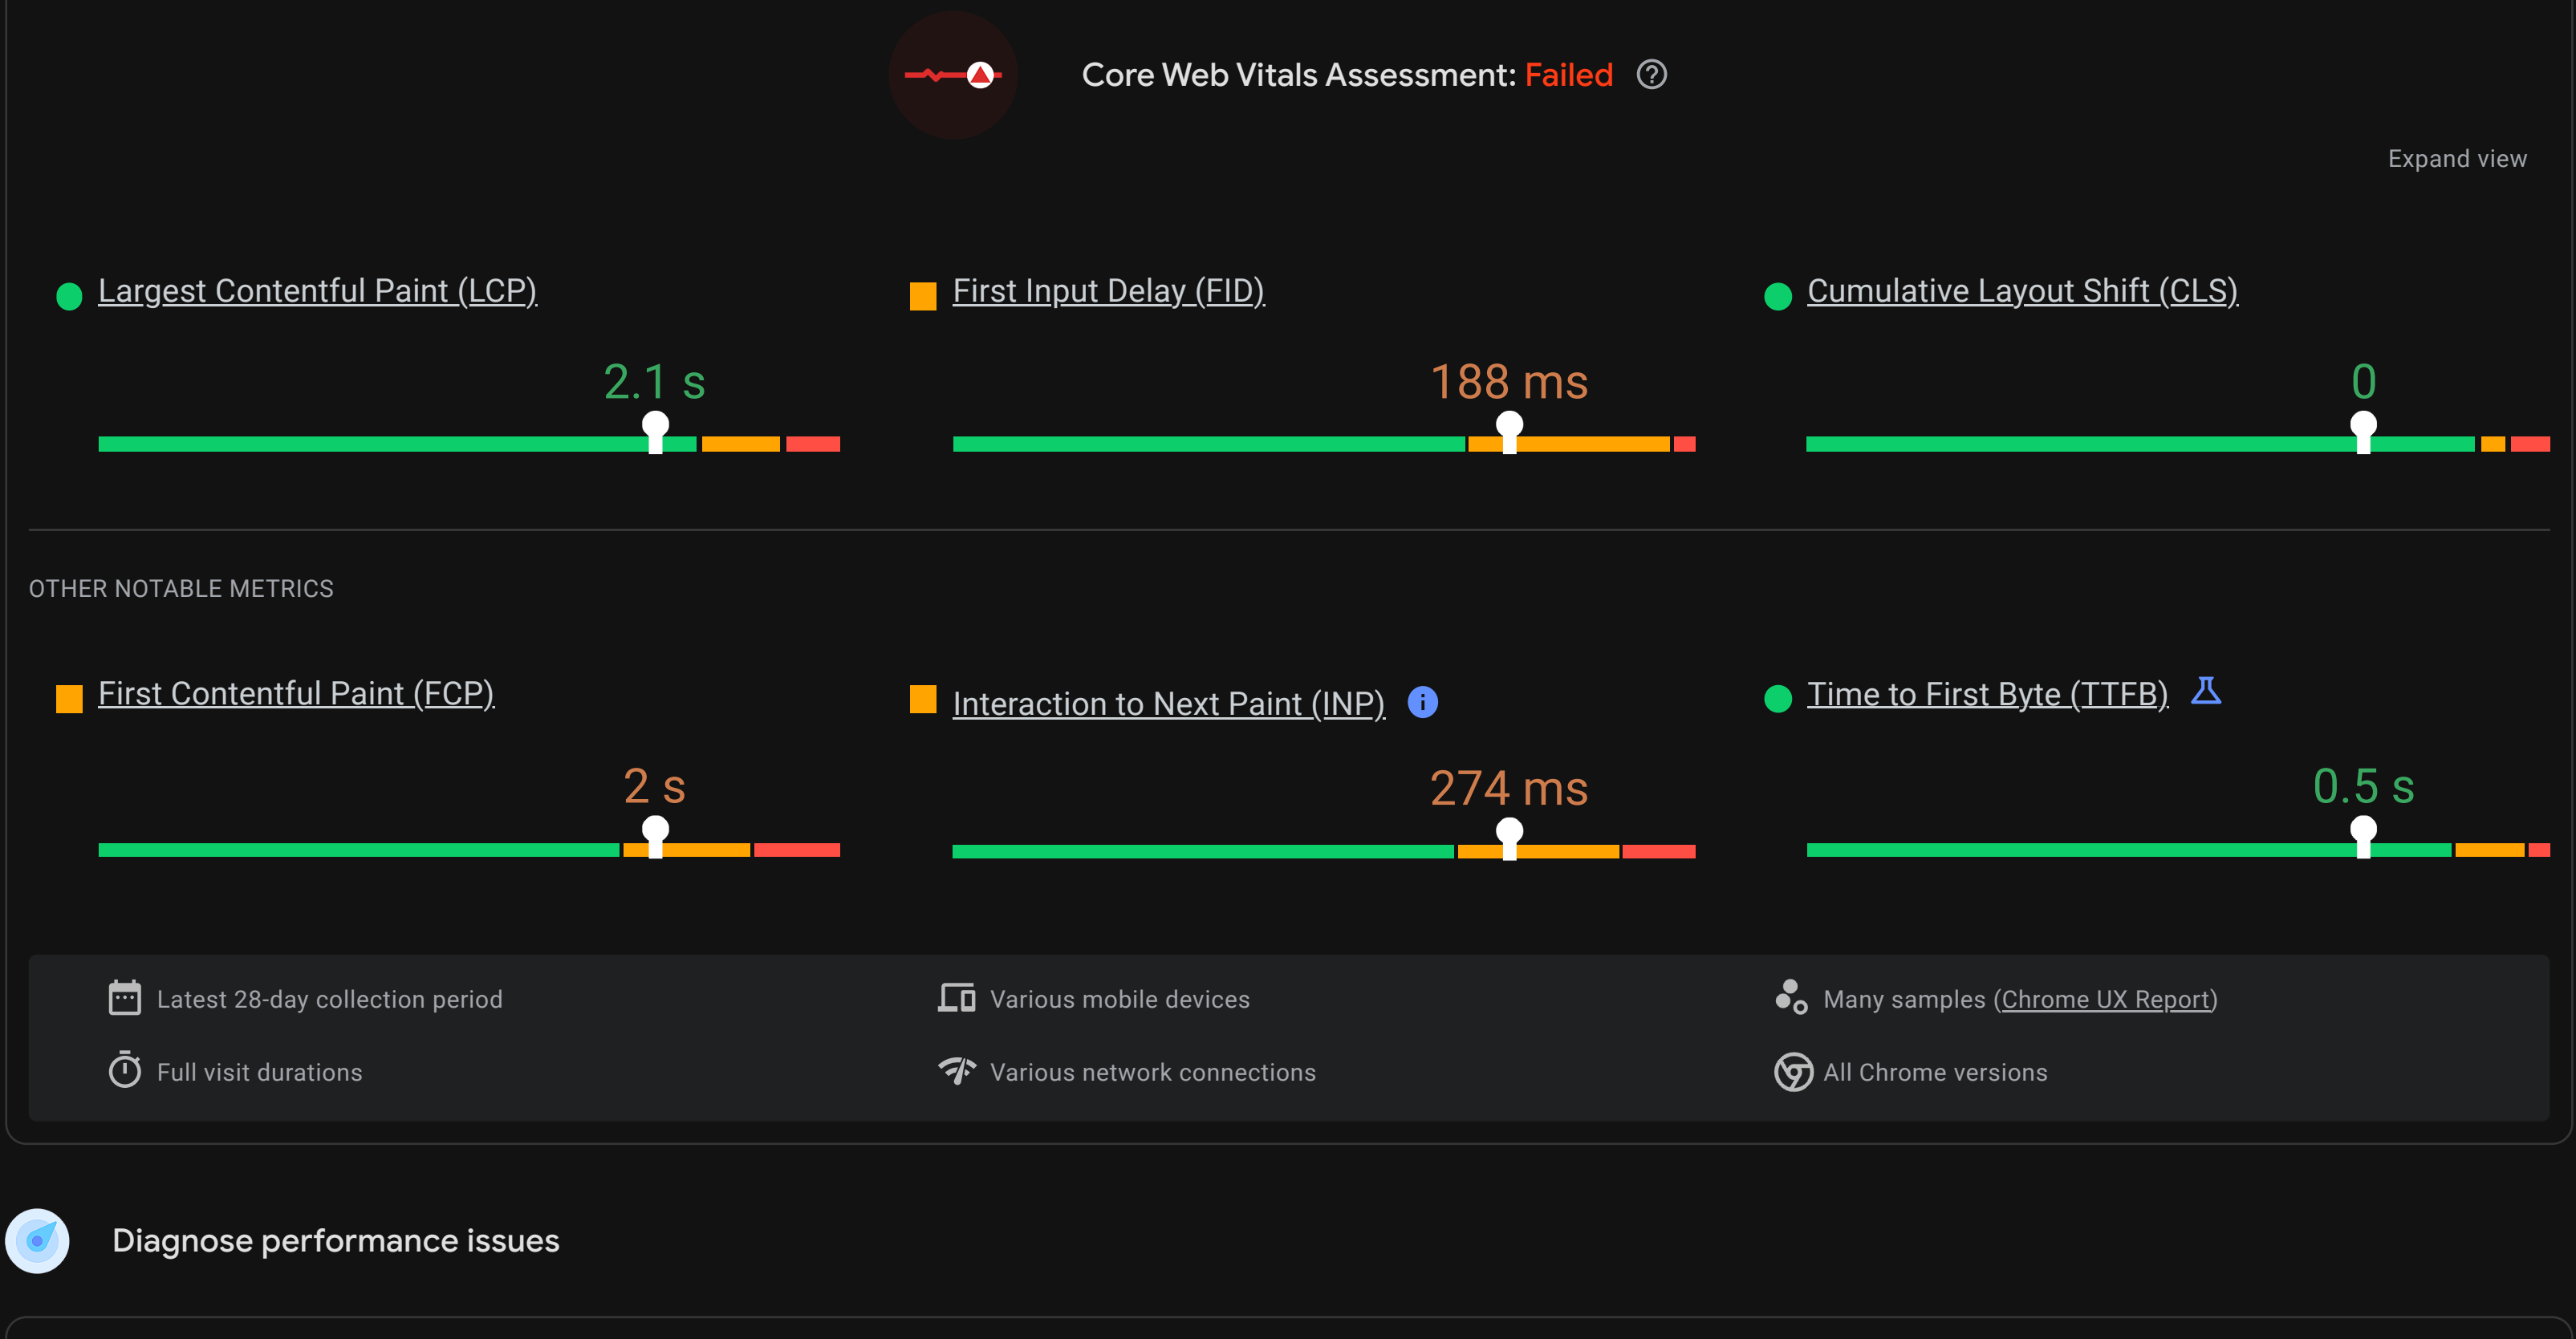 Core Web Vitals Assessment: Failed
Expand view
Largest Contentful Paint (LCP)
2.1 s
First Input Delay (FID)
188 ms
Cumulative Layout Shift (CLS)
0
OTHER NOTABLE METRICS
First Contentful Paint (FCP)
2 s
Interaction to Next Paint (INP)
274 ms
Time to First Byte (TTFB)
0.5 s
Latest 28-day collection period
Various mobile devices
Many samples (Chrome UX Report)
Full visit durations
Various network connections
All Chrome versions
Diagnose performance issues